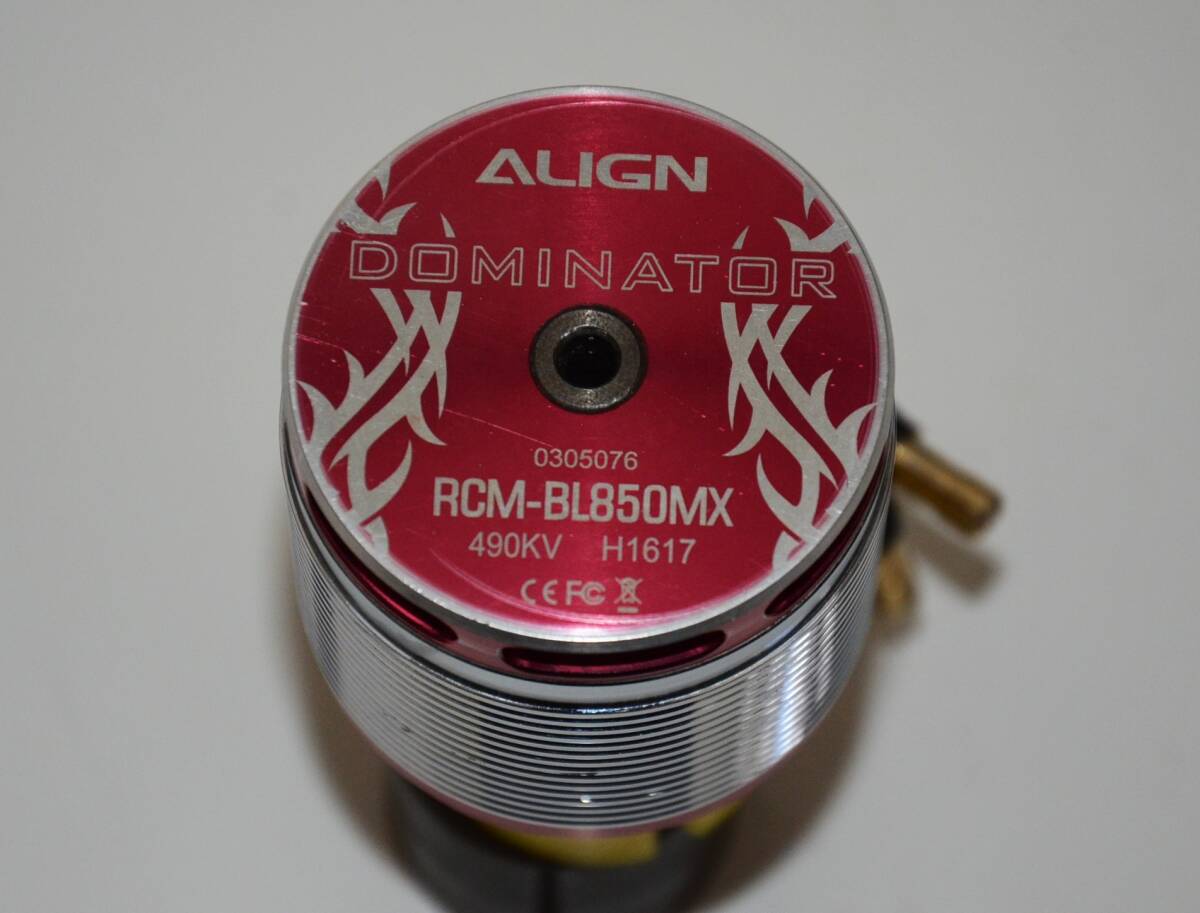 ALIGN
DOMINATOR
0305076
RCM-BL850MX
490KV H1617
CE FC